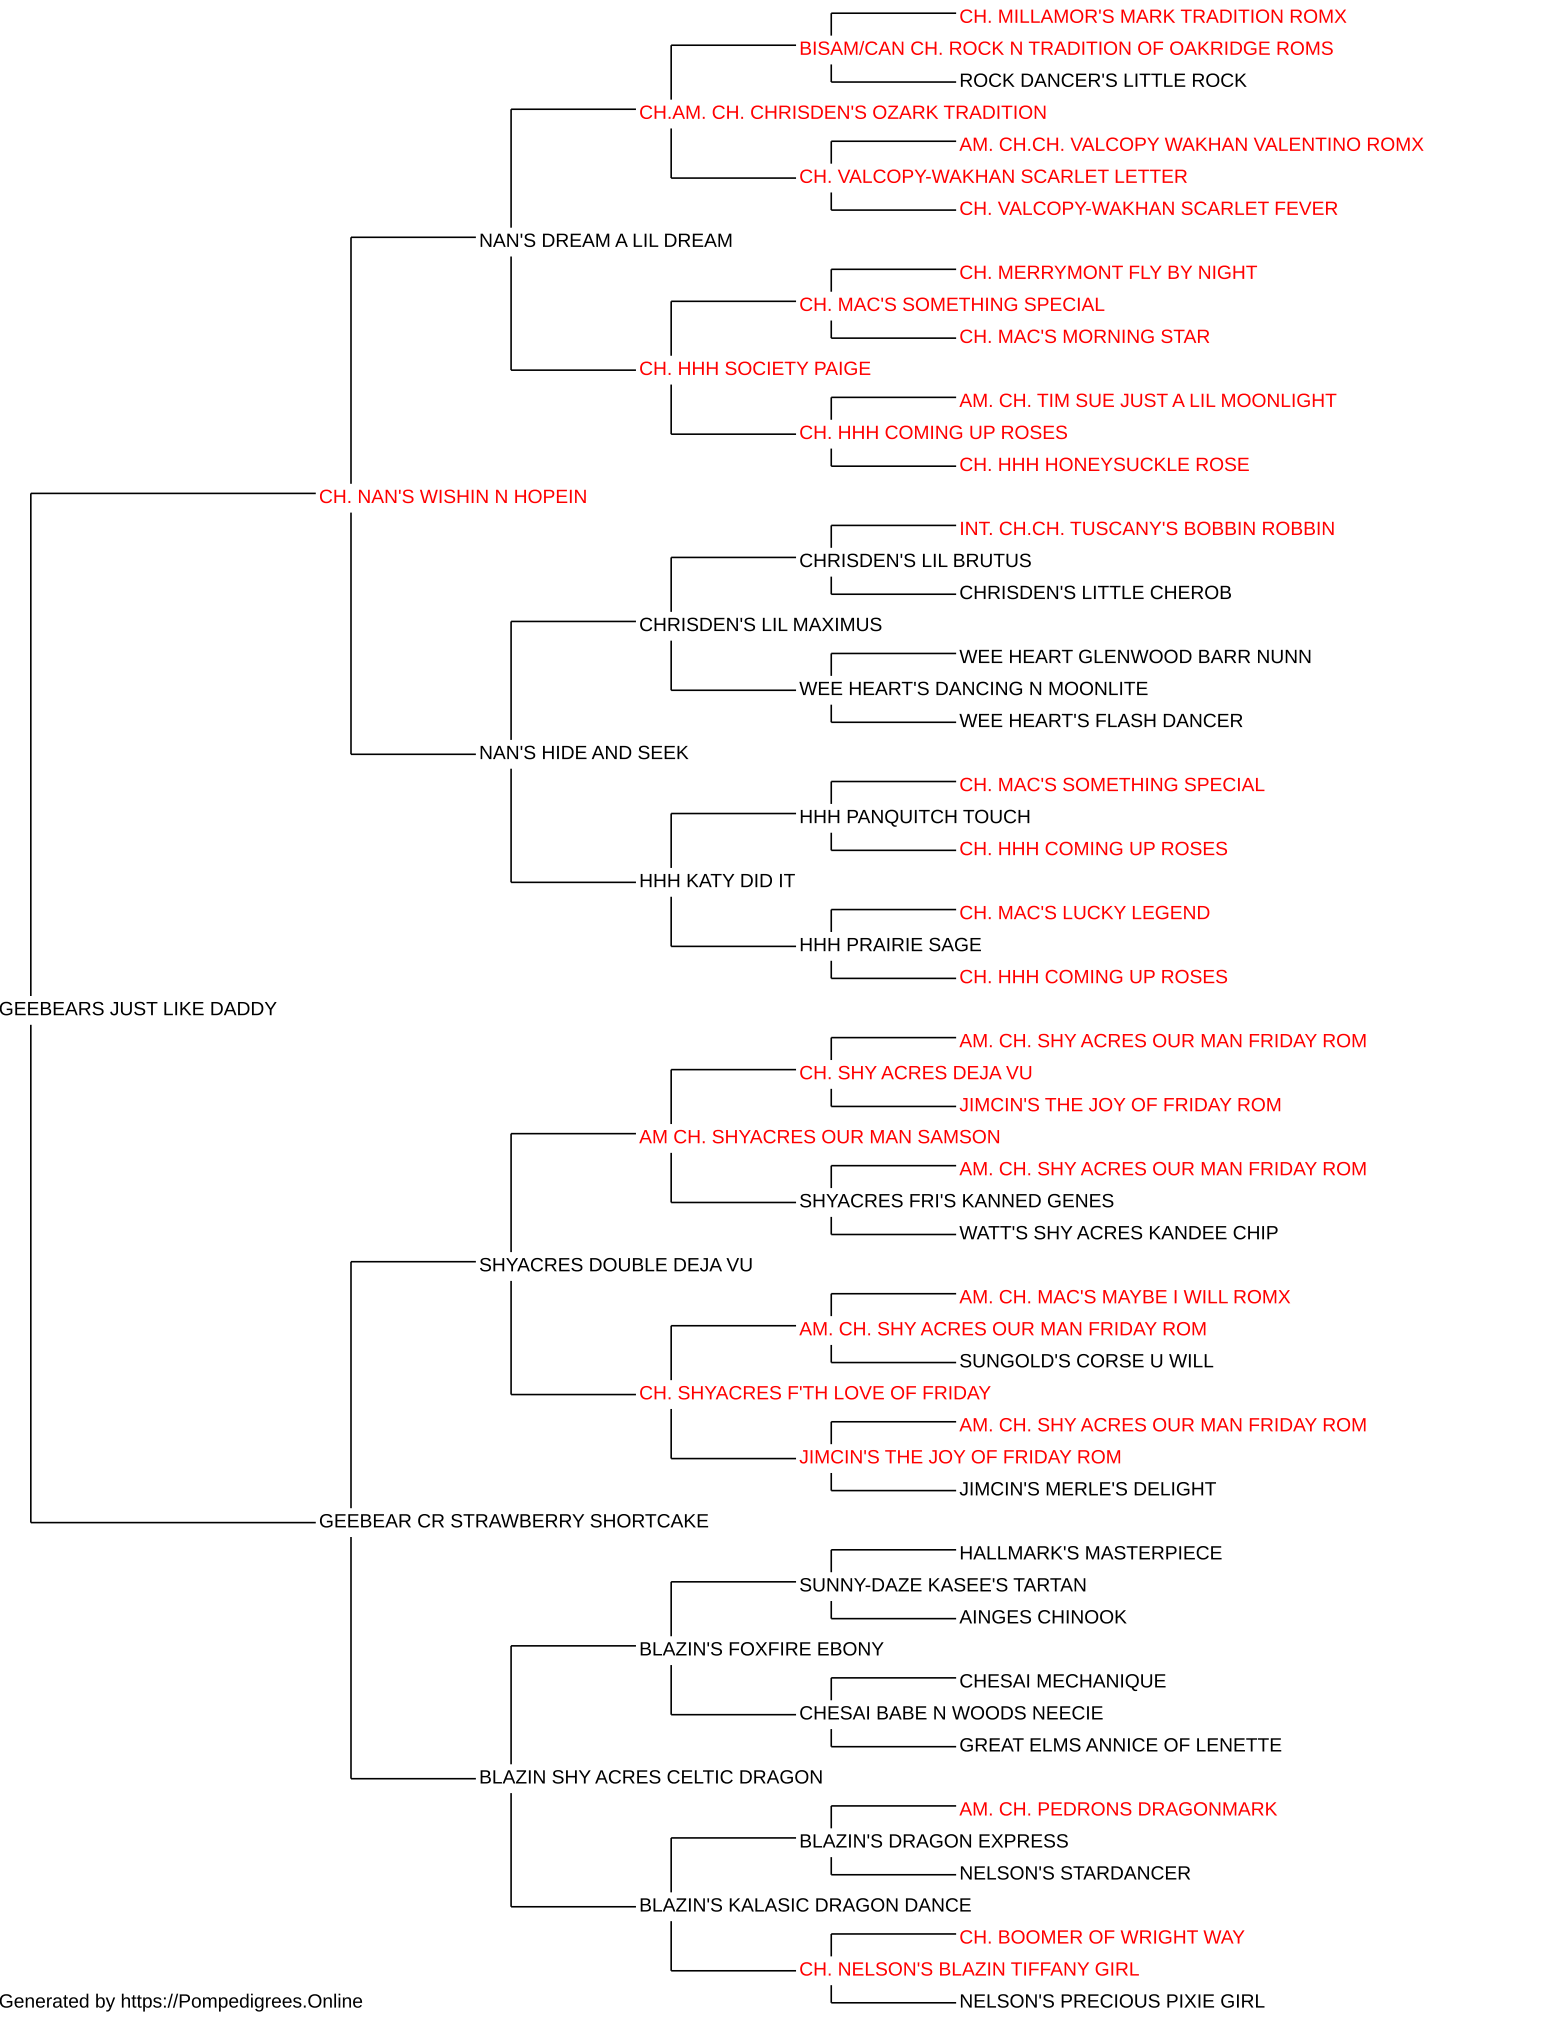 CH. MILLAMOR'S MARK TRADITION ROMX
BISAM/CAN CH. ROCK N TRADITION OF OAKRIDGE ROMS
ROCK DANCER'S LITTLE ROCK
CH.AM. CH. CHRISDEN'S OZARK TRADITION
AM. CH.CH. VALCOPY WAKHAN VALENTINO ROMX
CH. VALCOPY-WAKHAN SCARLET LETTER
CH. VALCOPY-WAKHAN SCARLET FEVER
NAN'S DREAM A LIL DREAM
CH. MERRYMONT FLY BY NIGHT
CH. MAC'S SOMETHING SPECIAL
CH. MAC'S MORNING STAR
CH. HHH SOCIETY PAIGE
AM. CH. TIM SUE JUST A LIL MOONLIGHT
CH. HHH COMING UP ROSES
CH. HHH HONEYSUCKLE ROSE
CH. NAN'S WISHIN N HOPEIN
INT. CH.CH. TUSCANY'S BOBBIN ROBBIN
CHRISDEN'S LIL BRUTUS
CHRISDEN'S LITTLE CHEROB
CHRISDEN'S LIL MAXIMUS
WEE HEART GLENWOOD BARR NUNN
WEE HEART'S DANCING N MOONLITE
WEE HEART'S FLASH DANCER
NAN'S HIDE AND SEEK
CH. MAC'S SOMETHING SPECIAL
HHH PANQUITCH TOUCH
CH. HHH COMING UP ROSES
HHH KATY DID IT
CH. MAC'S LUCKY LEGEND
HHH PRAIRIE SAGE
CH. HHH COMING UP ROSES
GEEBEARS JUST LIKE DADDY
AM. CH. SHY ACRES OUR MAN FRIDAY ROM
CH. SHY ACRES DEJA VU
JIMCIN'S THE JOY OF FRIDAY ROM
AM CH. SHYACRES OUR MAN SAMSON
AM. CH. SHY ACRES OUR MAN FRIDAY ROM
SHYACRES FRI'S KANNED GENES
WATT'S SHY ACRES KANDEE CHIP
SHYACRES DOUBLE DEJA VU
AM. CH. MAC'S MAYBE I WILL ROMX
AM. CH. SHY ACRES OUR MAN FRIDAY ROM
SUNGOLD'S CORSE U WILL
CH. SHYACRES F'TH LOVE OF FRIDAY
AM. CH. SHY ACRES OUR MAN FRIDAY ROM
JIMCIN'S THE JOY OF FRIDAY ROM
JIMCIN'S MERLE'S DELIGHT
GEEBEAR CR STRAWBERRY SHORTCAKE
HALLMARK'S MASTERPIECE
SUNNY-DAZE KASEE'S TARTAN
AINGES CHINOOK
BLAZIN'S FOXFIRE EBONY
CHESAI MECHANIQUE
CHESAI BABE N WOODS NEECIE
GREAT ELMS ANNICE OF LENETTE
BLAZIN SHY ACRES CELTIC DRAGON
AM. CH. PEDRONS DRAGONMARK
BLAZIN'S DRAGON EXPRESS
NELSON'S STARDANCER
BLAZIN'S KALASIC DRAGON DANCE
CH. BOOMER OF WRIGHT WAY
CH. NELSON'S BLAZIN TIFFANY GIRL
NELSON'S PRECIOUS PIXIE GIRL
Generated by https://Pompedigrees.Online